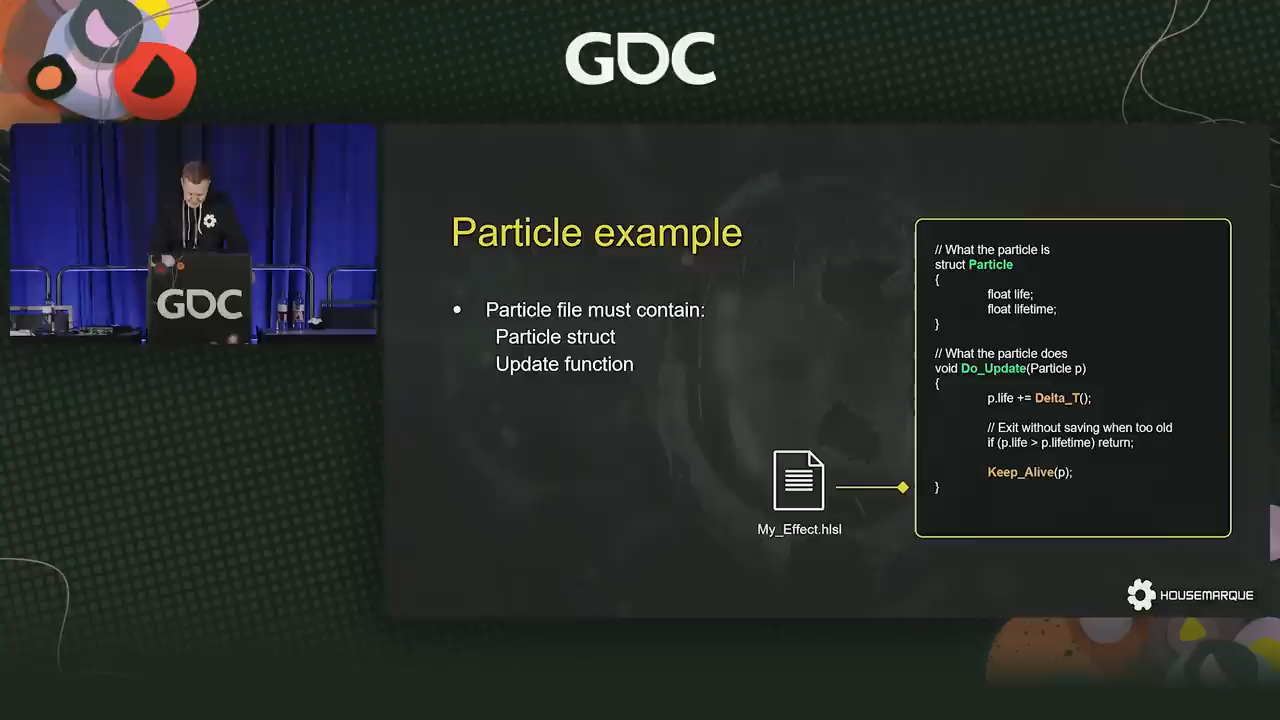 GDC
GDC
Particle example
• Particle file must contain:
Particle struct
Update function
My_Effect.hlsl
// What the particle is
struct Particle
{
float life;
float lifetime;
}
// What the particle does
void Do_Update(Particle p)
{
p.life += Delta_T();
// Exit without saving when too old
if (p.life > p.lifetime) return;
Keep_Alive(p);
}
HOUSEMARQUE